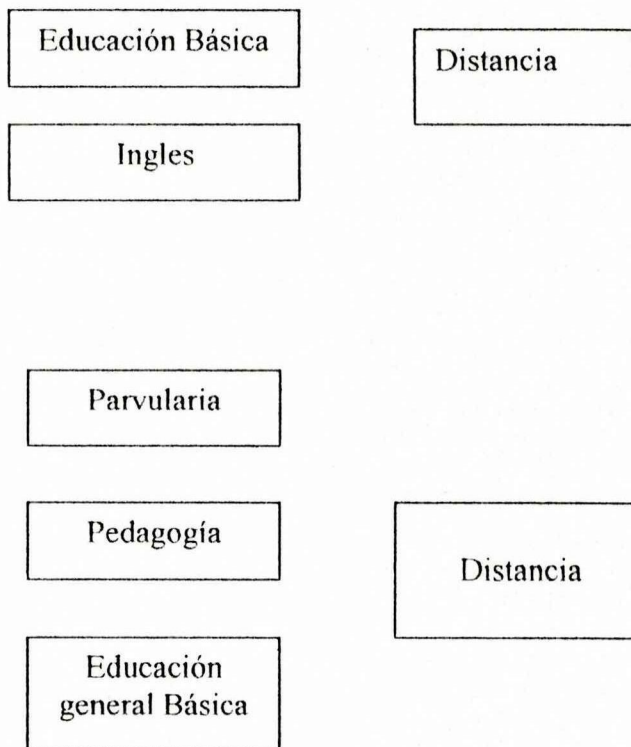 Educación Básica
Distancia
Ingles
Parvularia
Pedagogía
Distancia
Educación
general Básica